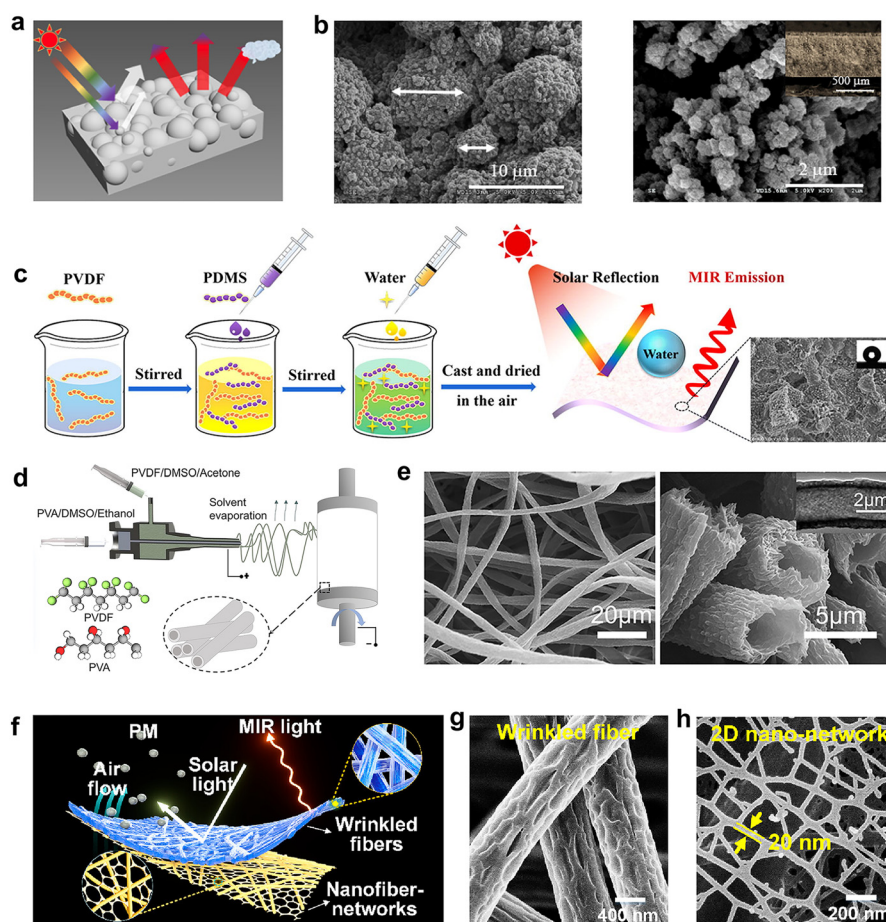 a
b
10 μm
500 μm
2 μm
c
PVDF
PDMS
Water
Stirred
Stirred
Cast and dried
in the air
Solar Reflection
MIR Emission
Water
d
PVDF/DMSO/Acetone
PVA/DMSO/Ethanol
Solvent
evaporation
+
PVDF
PVA
-
e
20μm
2μm
5μm
f
PM
MIR light
Air
flow
Solar
light
Wrinkled
fibers
Nanofiber-
networks
g
Wrinkled fiber
400 nm
h
2D nano-network
20 nm
200 nm